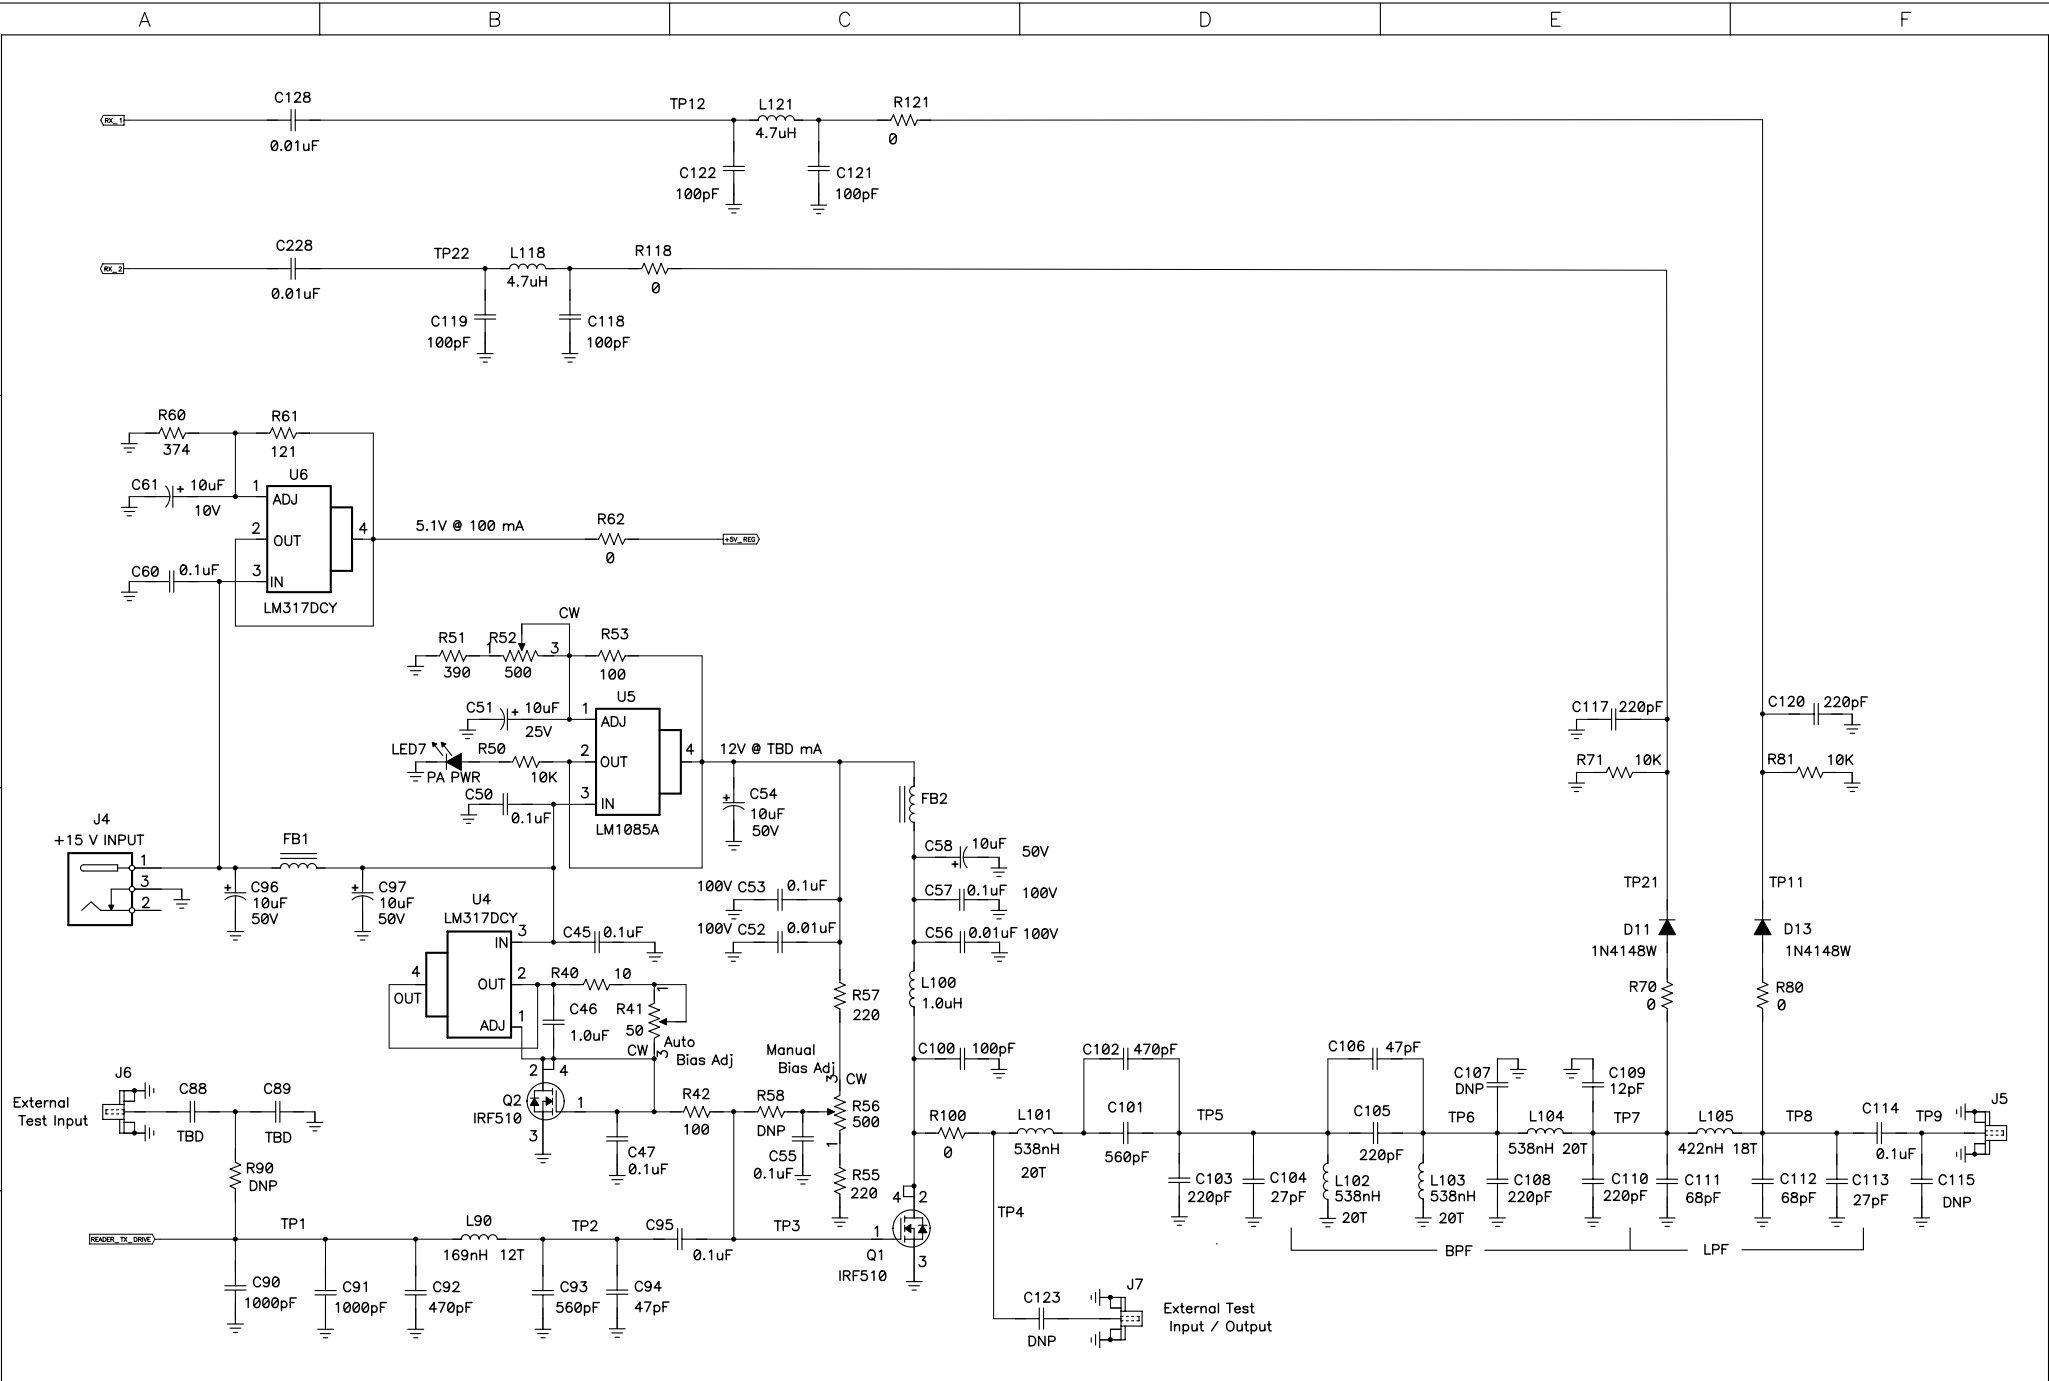 A B C D E F
C128 TP12 L121 R121
RX_1
0.01uF 4.7uH 0
C122 C121
100pF 100pF
C228 TP22 L118 R118
RX_2
0.01uF 4.7uH 0
C119 C118
100pF 100pF
R60 R61
374 121
U6
C61 + 10uF 1 ADJ
10V
2 OUT 4 5.1V @ 100 mA R62 +5V_REG
0
C60 0.1uF 3 IN
LM317DCY
CW
R51 1 R52 3 R53
390 500 100
U5
C51 + 10uF 1 ADJ
25V
LED7 R50 2 OUT 4 12V @ TBD mA
PA PWR 10K
C50 3 IN
0.1uF
LM1085A
+ C54
10uF
50V
FB2
C117 220pF C120 220pF
R71 10K R81 10K
J4
+15 V INPUT
1
3
2
FB1
+ C96
10uF
50V
+ C97
10uF
50V
C58 10uF 50V
+
100V C53 0.1uF C57 0.1uF 100V
100V C52 0.01uF C56 0.01uF 100V
U4
LM317DCY
3 IN C45 0.1uF
4 OUT OUT 2 R40 10
ADJ 1
C46
1.0uF
R41 1
50
CW 3
Auto
Bias Adj
R57
220
L100
1.0uH
C100 100pF
TP21 TP11
D11 D13
1N4148W 1N4148W
R70 R80
0 0
J6
External
Test Input
C88 C89
TBD TBD
R90
DNP
2 4
Q2 1
IRF510
3
R42
100
R58
DNP
Manual
Bias Adj
3 CW
R56
500
1
C47
0.1uF
C55
0.1uF
R55
220
R100
0
L101
538nH
20T
C102 470pF
C101
560pF
TP5
C103
220pF
C104
27pF
C106 47pF
C105
220pF
L102
538nH
20T
L103
538nH
20T
TP6
C107
DNP
C109
12pF
L104
538nH 20T
TP7
C108
220pF
C110
220pF
L105
422nH 18T
C111
68pF
TP8
C112
68pF
C113
27pF
C114
0.1uF
TP9
J5
C115
DNP
BPF LPF
READER_TX_DRIVE
TP1 L90 TP2 C95 TP3
169nH 12T 0.1uF
C90
1000pF
C91
1000pF
C92
470pF
C93
560pF
C94
47pF
4 2
1
Q1 3
IRF510
TP4
C123
DNP
J7
External Test
Input / Output